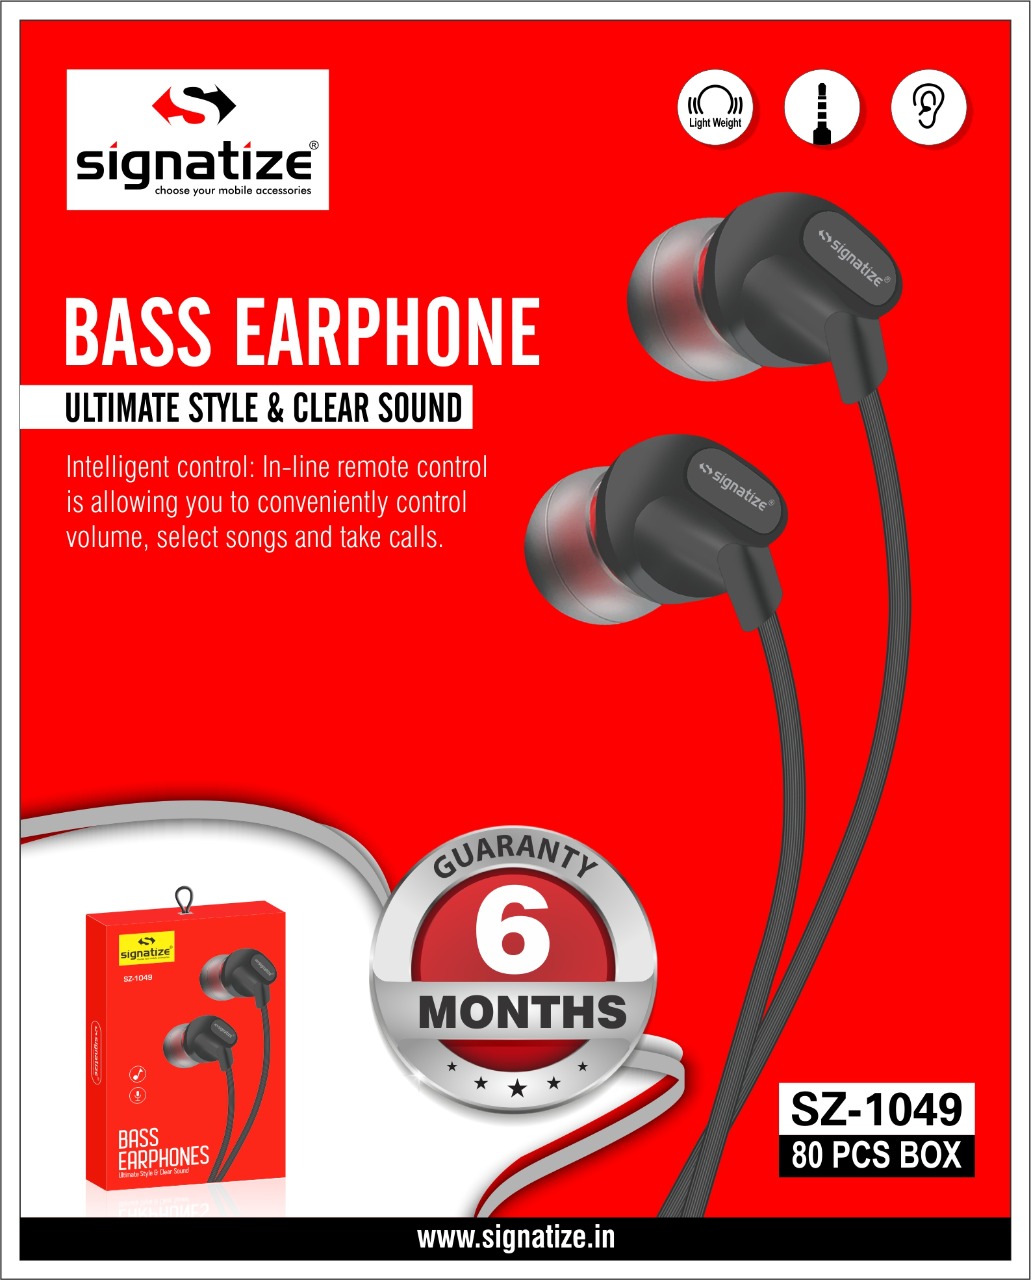 signatize®
choose your mobile accessories
Light Weight
signatize®
signatize®
BASS EARPHONE
ULTIMATE STYLE & CLEAR SOUND
Intelligent control: In-line remote control
is allowing you to conveniently control
volume, select songs and take calls.
GUARANTY
6
MONTHS
signatize®
SZ-1049
signatize
BASS
EARPHONES
Ultimate Style & Clear Sound
SZ-1049
80 PCS BOX
www.signatize.in